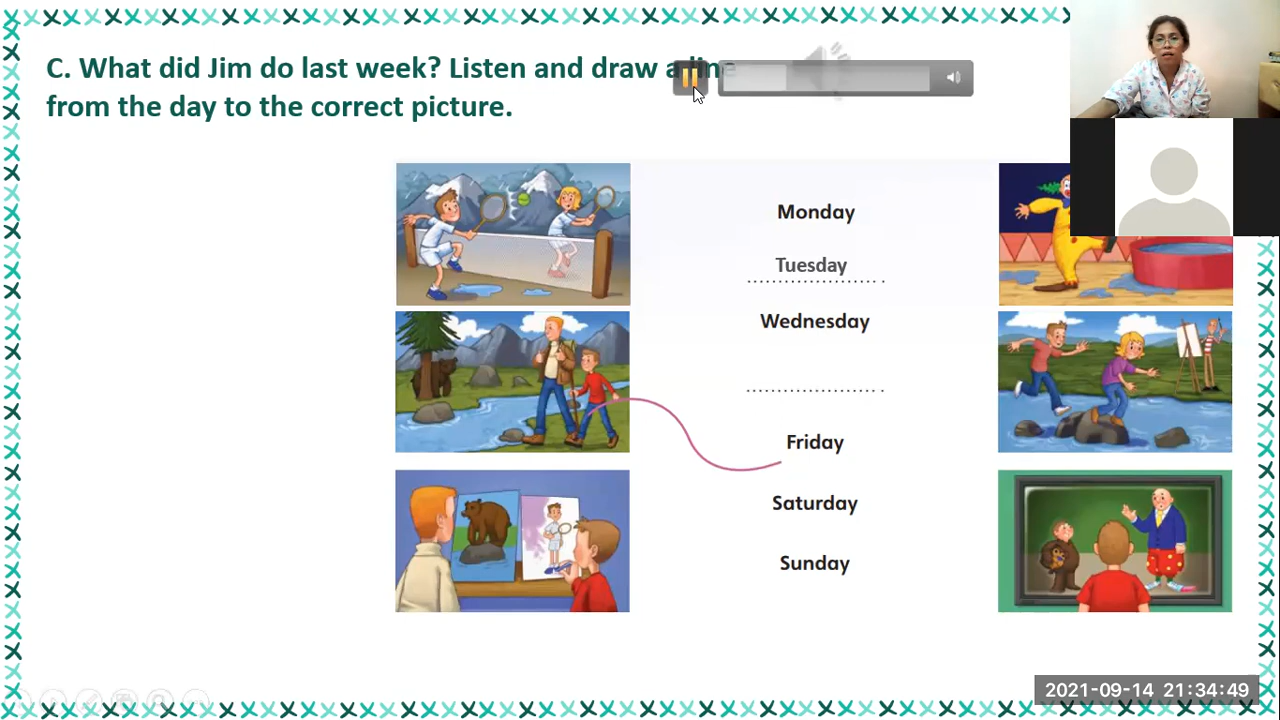 C. What did Jim do last week? Listen and draw a line
from the day to the correct picture.
Monday
Tuesday
Wednesday
Friday
Saturday
Sunday
2021-09-14 21:34:49